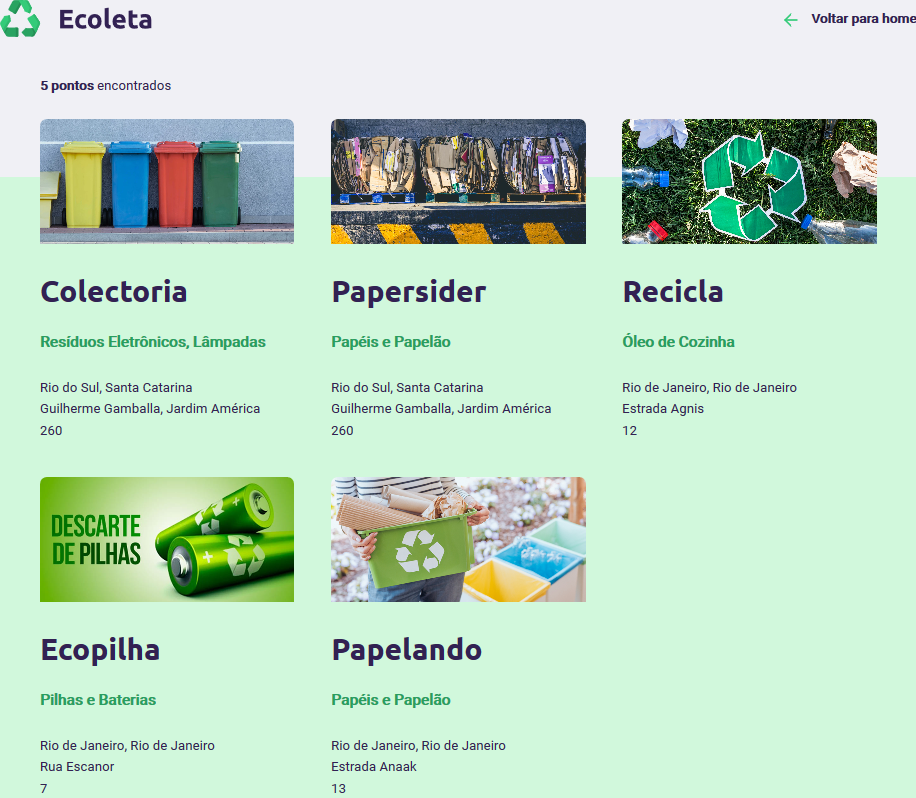 Ecoleta
Voltar para home
5 pontos encontrados
Colectoria
Resíduos Eletrônicos, Lâmpadas
Rio do Sul, Santa Catarina
Guilherme Gamballa, Jardim América
260
Papersider
Papéis e Papelão
Rio do Sul, Santa Catarina
Guilherme Gamballa, Jardim América
260
Recicla
Óleo de Cozinha
Rio de Janeiro, Rio de Janeiro
Estrada Agnis
12
DESCARTE
DE PILHAS
Ecopilha
Pilhas e Baterias
Rio de Janeiro, Rio de Janeiro
Rua Escanor
7
Papelando
Papéis e Papelão
Rio de Janeiro, Rio de Janeiro
Estrada Anaak
13